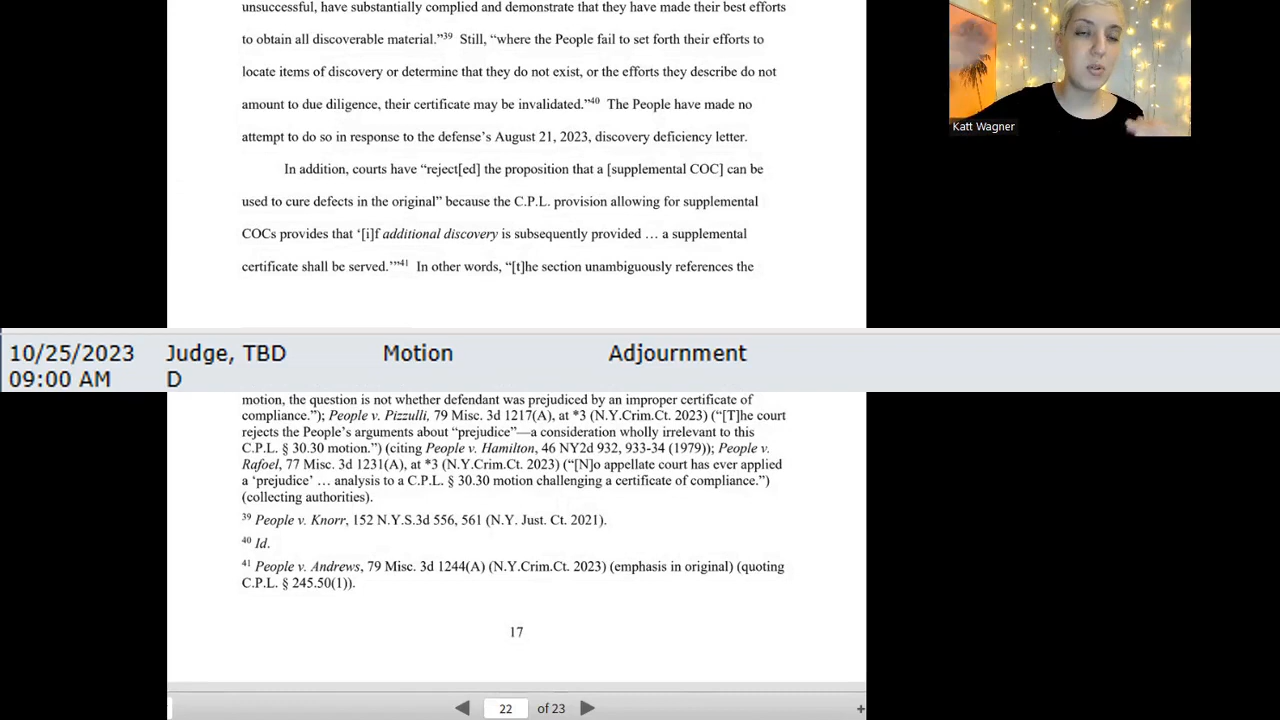 unsuccessful, have substantially complied and demonstrate that they have made their best efforts
to obtain all discoverable material.”39 Still, “where the People fail to set forth their efforts to
locate items of discovery or determine that they do not exist, or the efforts they describe do not
amount to due diligence, their certificate may be invalidated.”40 The People have made no
attempt to do so in response to the defense’s August 21, 2023, discovery deficiency letter.
In addition, courts have “reject[ed] the proposition that a [supplemental COC] can be
used to cure defects in the original” because the C.P.L. provision allowing for supplemental
COCs provides that ‘[i]f additional discovery is subsequently provided … a supplemental
certificate shall be served.’”41 In other words, “[t]he section unambiguously references the
Katt Wagner
10/25/2023 Judge, TBD Motion Adjournment
09:00 AM D
motion, the question is not whether defendant was prejudiced by an improper certificate of
compliance.”); People v. Pizzulli, 79 Misc. 3d 1217(A), at *3 (N.Y.Crim.Ct. 2023) (“[T]he court
rejects the People’s arguments about “prejudice”—a consideration wholly irrelevant to this
C.P.L. § 30.30 motion.”) (citing People v. Hamilton, 46 NY2d 932, 933-34 (1979)); People v.
Rafoel, 77 Misc. 3d 1231(A), at *3 (N.Y.Crim.Ct. 2023) (“[N]o appellate court has ever applied
a ‘prejudice’ … analysis to a C.P.L. § 30.30 motion challenging a certificate of compliance.”)
(collecting authorities).
39 People v. Knorr, 152 N.Y.S.3d 556, 561 (N.Y. Just. Ct. 2021).
40 Id.
41 People v. Andrews, 79 Misc. 3d 1244(A) (N.Y.Crim.Ct. 2023) (emphasis in original) (quoting
C.P.L. § 245.50(1)).
17
22 of 23